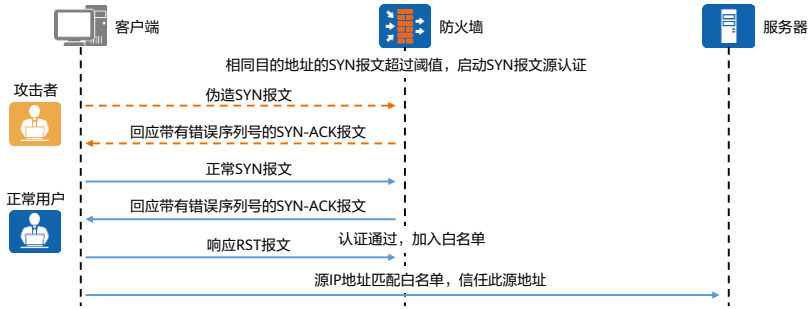 客户端
防火墙
服务器
相同目的地址的SYN报文超过阈值，启动SYN报文源认证
攻击者
伪造SYN报文
回应带有错误序列号的SYN-ACK报文
正常SYN报文
正常用户
回应带有错误序列号的SYN-ACK报文
响应RST报文
认证通过，加入白名单
源IP地址匹配白名单，信任此源地址